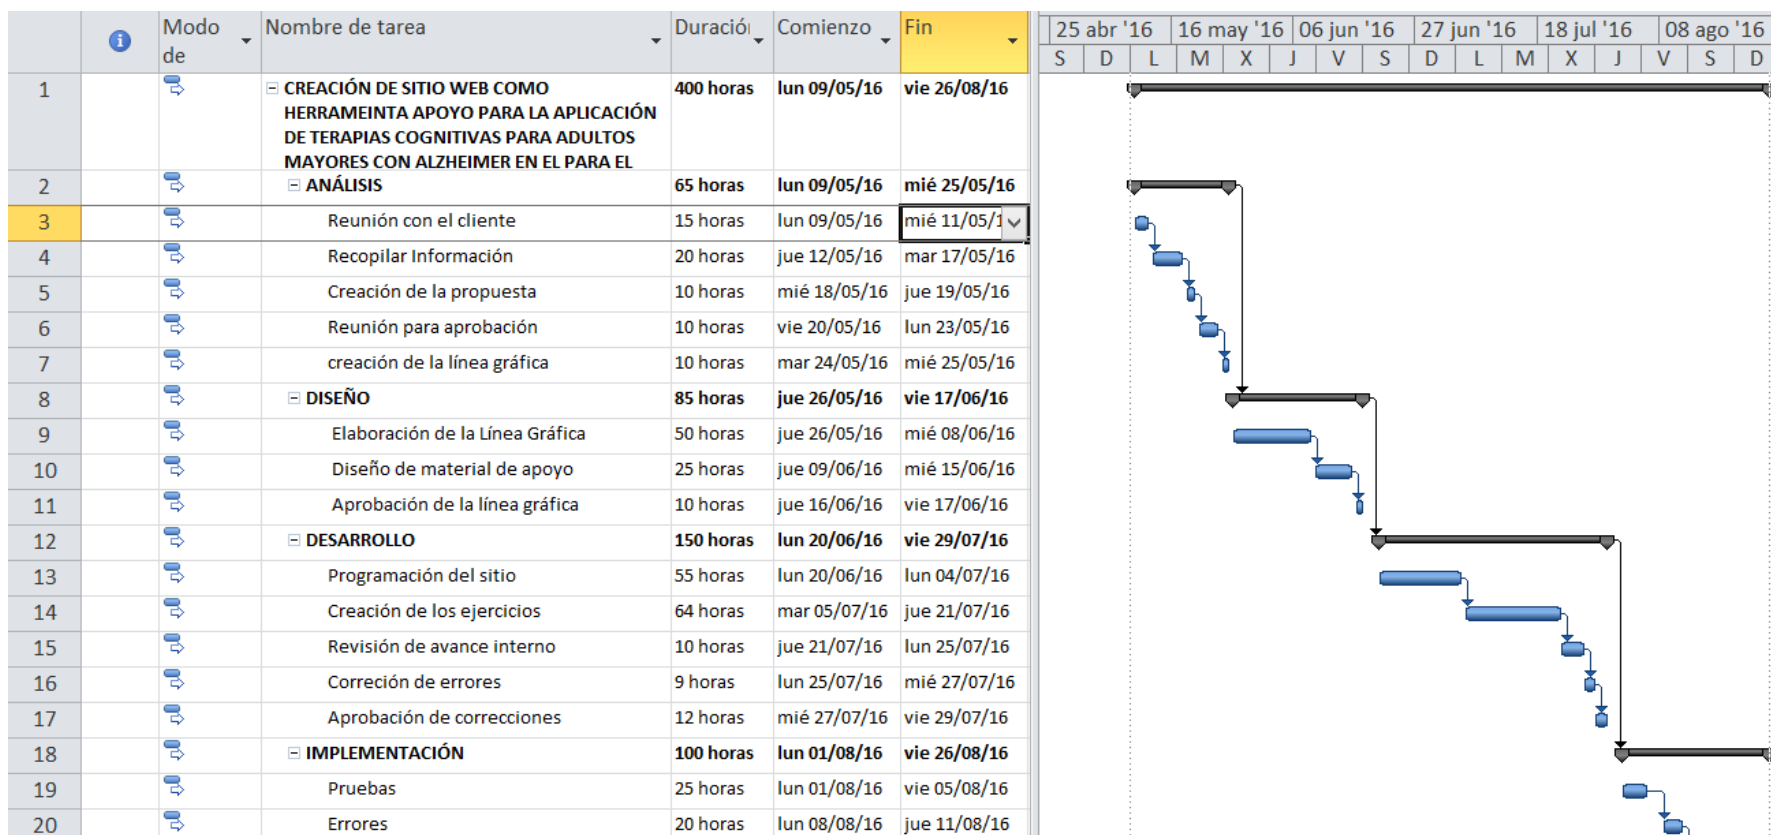 Modo de
Nombre de tarea
Duración
Comienzo
Fin
25 abr '16 16 may '16 06 jun '16 27 jun '16 18 jul '16 08 ago '16
S D L M X J V S D L M X J V S D
1 CREACIÓN DE SITIO WEB COMO 400 horas lun 09/05/16 vie 26/08/16
HERRAMEINTA APOYO PARA LA APLICACIÓN
DE TERAPIAS COGNITIVAS PARA ADULTOS
MAYORES CON ALZHEIMER EN EL PARA EL
2 ANÁLISIS 65 horas lun 09/05/16 mié 25/05/16
3 Reunión con el cliente 15 horas lun 09/05/16 mié 11/05/1
4 Recopilar Información 20 horas jue 12/05/16 mar 17/05/16
5 Creación de la propuesta 10 horas mié 18/05/16 jue 19/05/16
6 Reunión para aprobación 10 horas vie 20/05/16 lun 23/05/16
7 creación de la línea gráfica 10 horas mar 24/05/16 mié 25/05/16
8 DISEÑO 85 horas jue 26/05/16 vie 17/06/16
9 Elaboración de la Línea Gráfica 50 horas jue 26/05/16 mié 08/06/16
10 Diseño de material de apoyo 25 horas jue 09/06/16 mié 15/06/16
11 Aprobación de la línea gráfica 10 horas jue 16/06/16 vie 17/06/16
12 DESARROLLO 150 horas lun 20/06/16 vie 29/07/16
13 Programación del sitio 55 horas lun 20/06/16 lun 04/07/16
14 Creación de los ejercicios 64 horas mar 05/07/16 jue 21/07/16
15 Revisión de avance interno 10 horas jue 21/07/16 lun 25/07/16
16 Correción de errores 9 horas lun 25/07/16 mié 27/07/16
17 Aprobación de correcciones 12 horas mié 27/07/16 vie 29/07/16
18 IMPLEMENTACIÓN 100 horas lun 01/08/16 vie 26/08/16
19 Pruebas 25 horas lun 01/08/16 vie 05/08/16
20 Errores 20 horas lun 08/08/16 jue 11/08/16